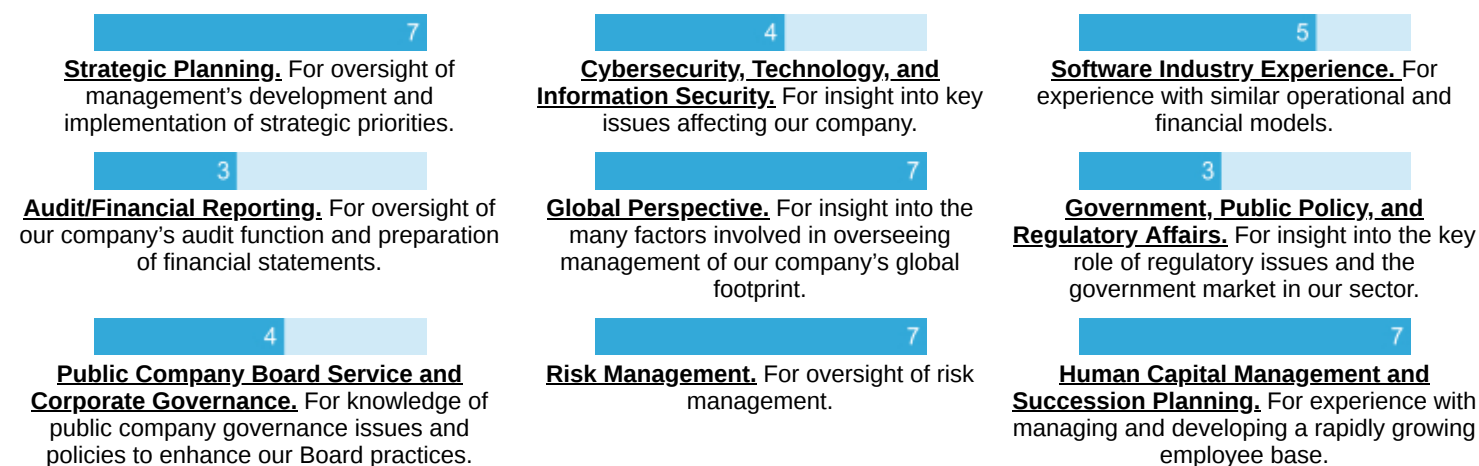 7
Strategic Planning. For oversight of
management’s development and
implementation of strategic priorities.
4
Cybersecurity, Technology, and
Information Security. For insight into key
issues affecting our company.
5
Software Industry Experience. For
experience with similar operational and
financial models.
3
Audit/Financial Reporting. For oversight of
our company’s audit function and preparation
of financial statements.
7
Global Perspective. For insight into the
many factors involved in overseeing
management of our company’s global
footprint.
3
Government, Public Policy, and
Regulatory Affairs. For insight into the key
role of regulatory issues and the
government market in our sector.
4
Public Company Board Service and
Corporate Governance. For knowledge of
public company governance issues and
policies to enhance our Board practices.
7
Risk Management. For oversight of risk
management.
7
Human Capital Management and
Succession Planning. For experience with
managing and developing a rapidly growing
employee base.